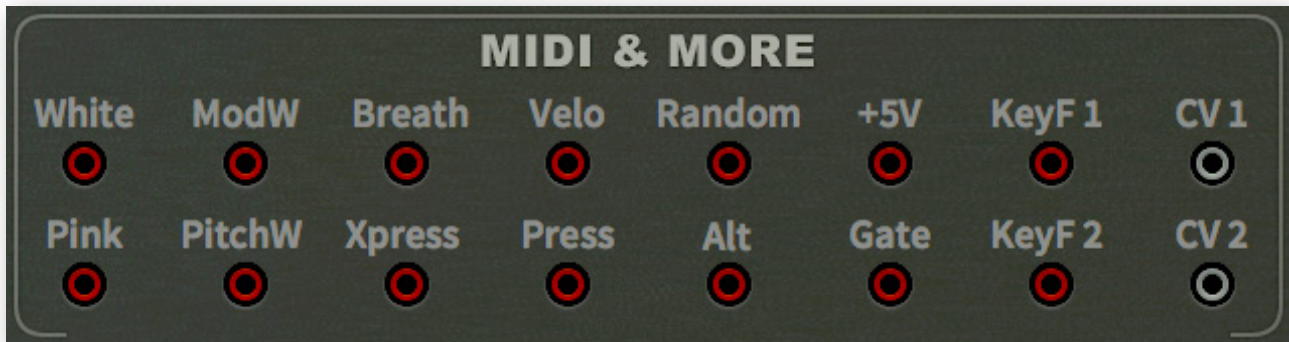 MIDI & MORE
White ModW Breath Velo Random +5V KeyF 1 CV 1
Pink PitchW Xpress Press Alt Gate KeyF 2 CV 2